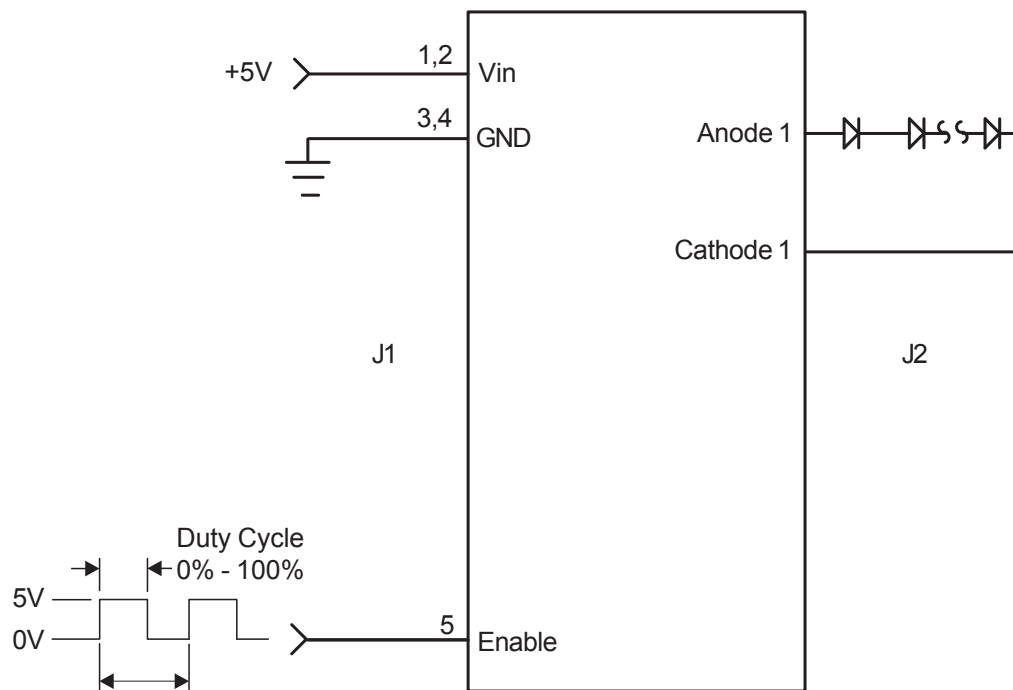 1,2
+5V
Vin
3,4
GND
Anode 1
Cathode 1
J1
J2
Duty Cycle
0% - 100%
5V
0V
5
Enable